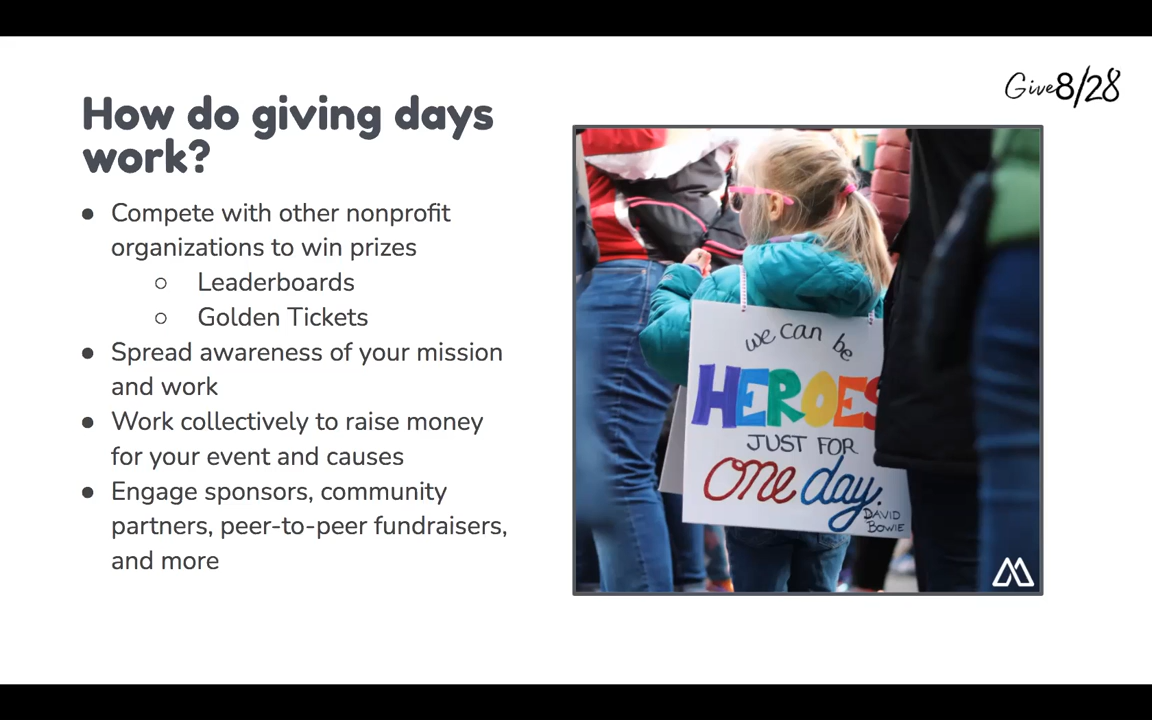 Give8/28
How do giving days
work?
● Compete with other nonprofit
organizations to win prizes
○ Leaderboards
○ Golden Tickets
● Spread awareness of your mission
and work
● Work collectively to raise money
for your event and causes
● Engage sponsors, community
partners, peer-to-peer fundraisers,
and more
we can be
HEROES
JUST FOR
one day.
DAVID
BOWIE